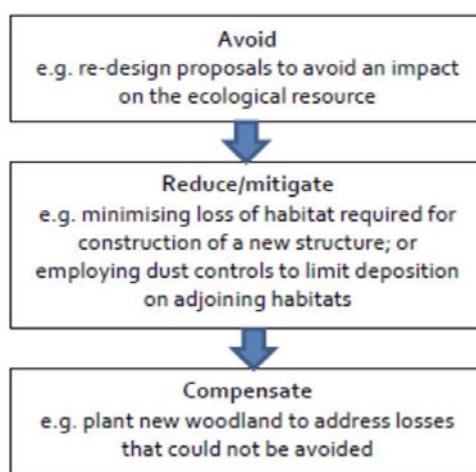 Avoid
e.g. re-design proposals to avoid an impact
on the ecological resource
Reduce/mitigate
e.g. minimising loss of habitat required for
construction of a new structure; or
employing dust controls to limit deposition
on adjoining habitats
Compensate
e.g. plant new woodland to address losses
that could not be avoided